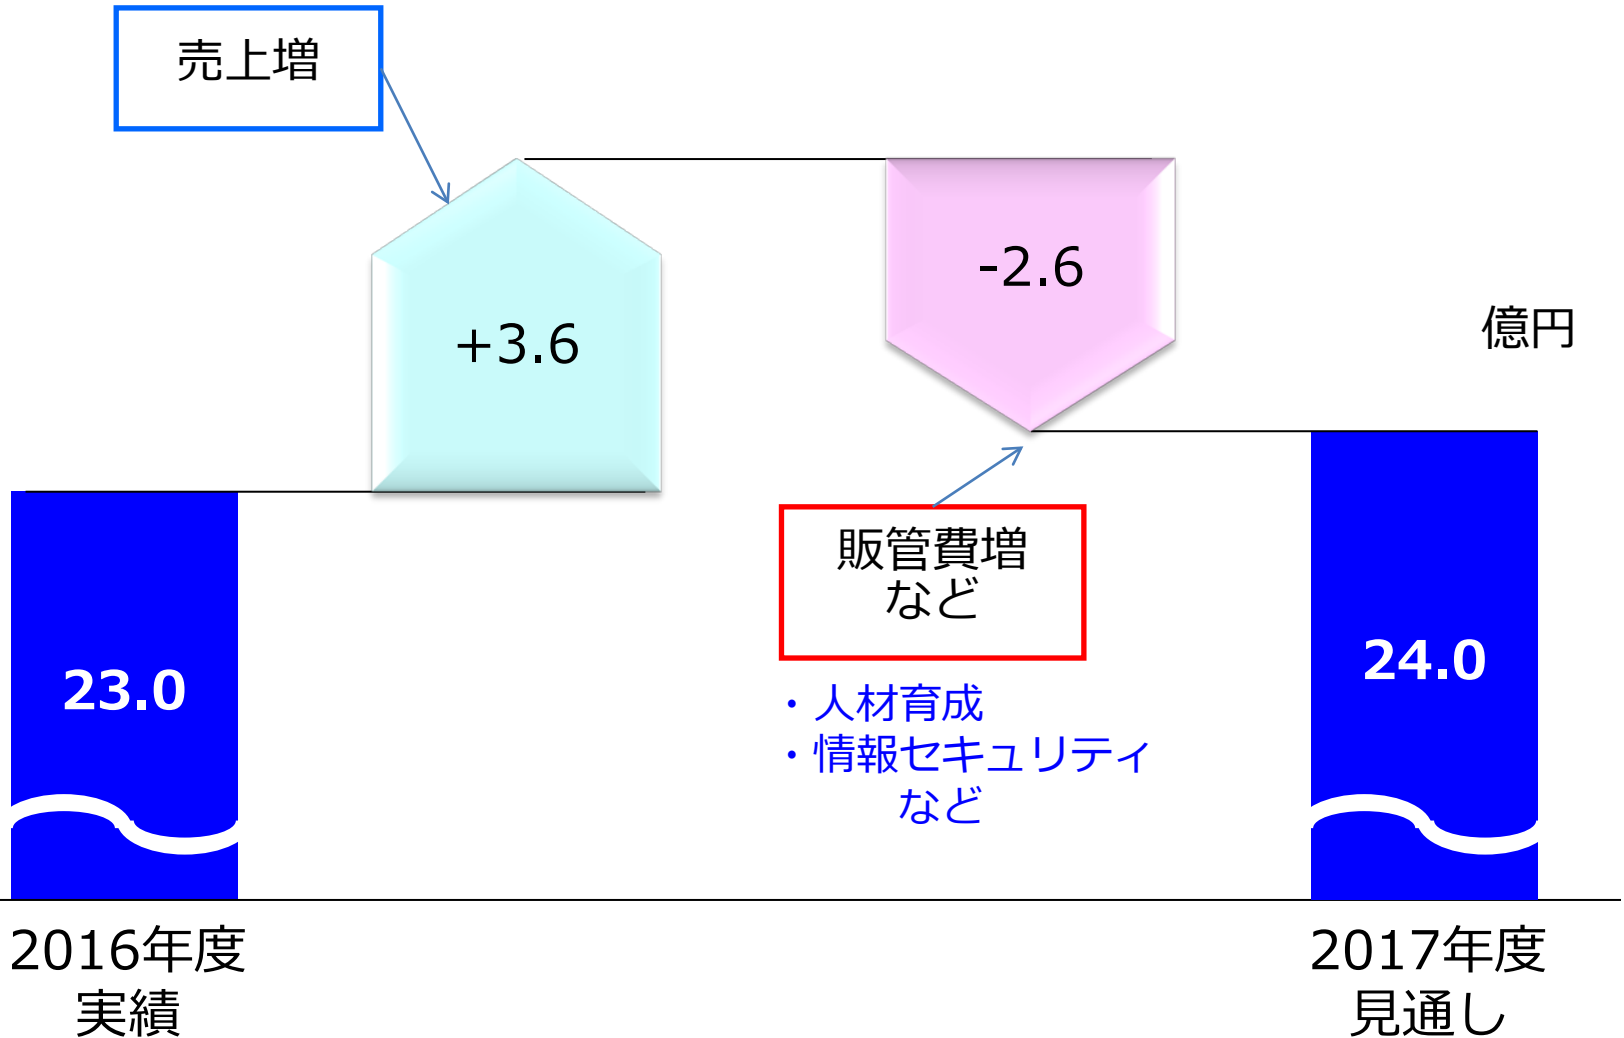 売上増
+3.6
-2.6
億円
販管費増
など
・人材育成
・情報セキュリティ
など
23.0
24.0
2016年度
実績
2017年度
見通し